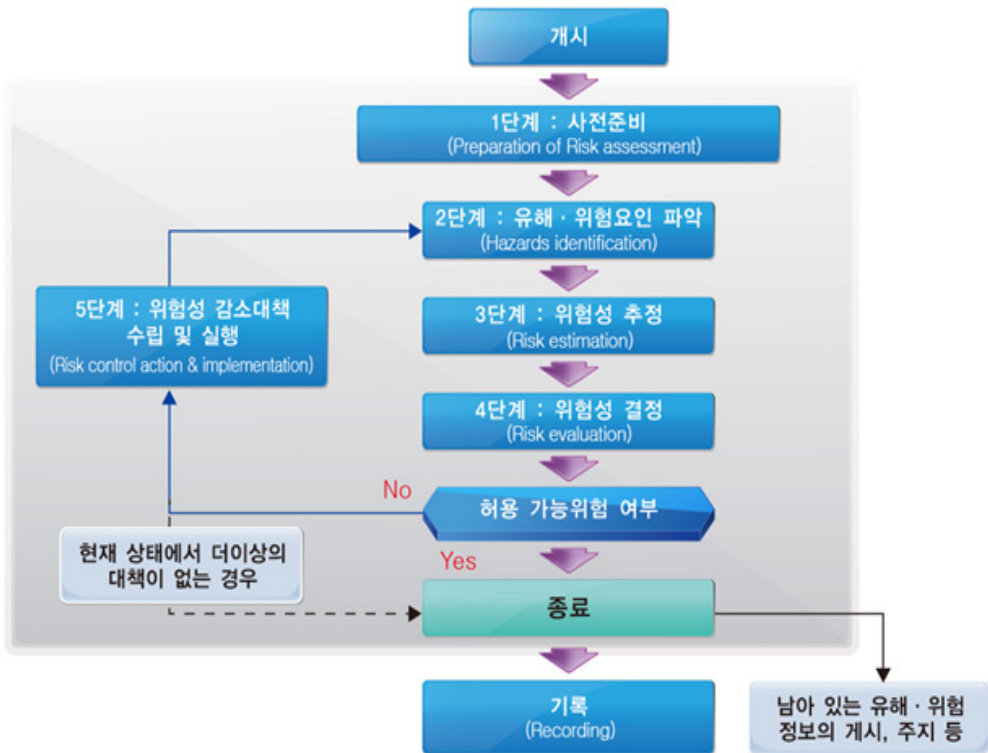 개시
1단계 : 사전준비
(Preparation of Risk assessment)
2단계 : 유해 · 위험요인 파악
(Hazards identification)
5단계 : 위험성 감소대책
수립 및 실행
(Risk control action & implementation)
3단계 : 위험성 추정
(Risk estimation)
4단계 : 위험성 결정
(Risk evaluation)
No
허용 가능위험 여부
현재 상태에서 더이상의
대책이 없는 경우
Yes
종료
기록
(Recording)
남아 있는 유해 · 위험
정보의 게시, 주지 등